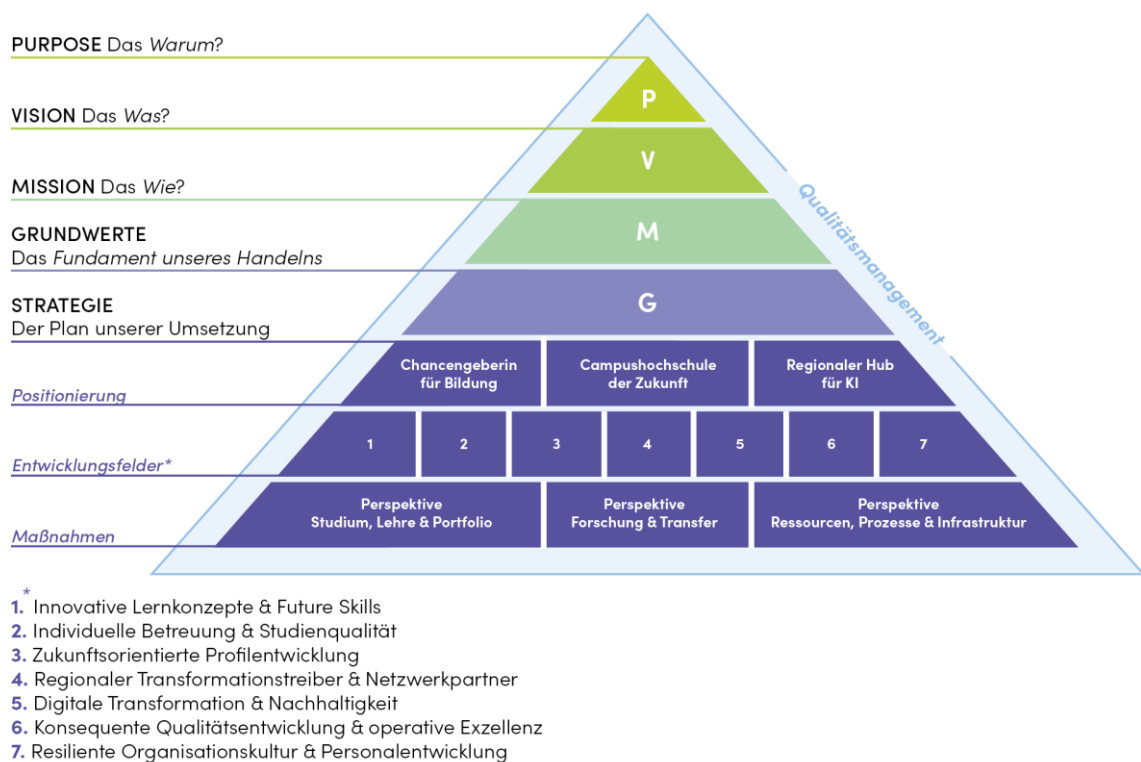 PURPOSE Das Warum?
P
VISION Das Was?
V
MISSION Das Wie?
M
GRUNDWERTE
Das Fundament unseres Handelns
G
STRATEGIE
Der Plan unserer Umsetzung
Qualitätsmanagement
Positionierung
Chancengeberin
für Bildung
Campushochschule
der Zukunft
Regionaler Hub
für KI
Entwicklungsfelder*
1
2
3
4
5
6
7
Maßnahmen
Perspektive
Studium, Lehre & Portfolio
Perspektive
Forschung & Transfer
Perspektive
Ressourcen, Prozesse & Infrastruktur
*
1. Innovative Lernkonzepte & Future Skills
2. Individuelle Betreuung & Studienqualität
3. Zukunftsorientierte Profilentwicklung
4. Regionaler Transformationstreiber & Netzwerkpartner
5. Digitale Transformation & Nachhaltigkeit
6. Konsequente Qualitätsentwicklung & operative Exzellenz
7. Resiliente Organisationskultur & Personalentwicklung